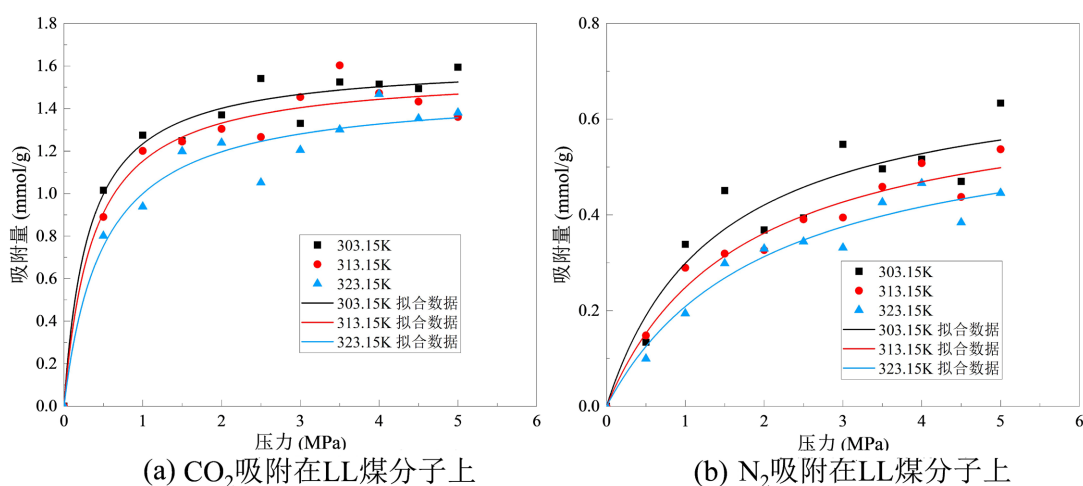 1.8
1.6
1.4
1.2
1.0
0.8
0.6
0.4
0.2
0.0
0
1
2
3
4
5
6
吸附量 (mmol/g)
压力 (MPa)
303.15K
313.15K
323.15K
303.15K 拟合数据
313.15K 拟合数据
323.15K 拟合数据
(a) CO₂吸附在LL煤分子上
0.8
0.6
0.4
0.2
0.0
0
1
2
3
4
5
6
吸附量 (mmol/g)
压力 (MPa)
303.15K
313.15K
323.15K
303.15K 拟合数据
313.15K 拟合数据
323.15K 拟合数据
(b) N₂吸附在LL煤分子上